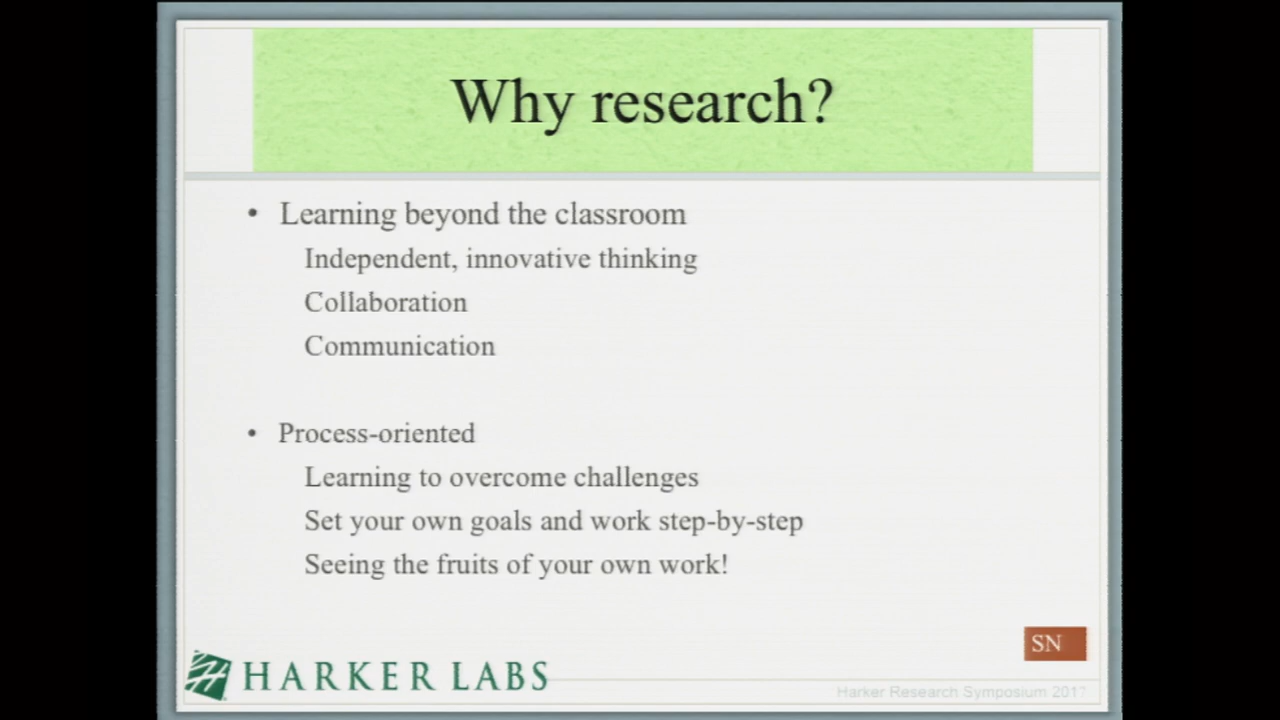 Why research?
• Learning beyond the classroom
Independent, innovative thinking
Collaboration
Communication
• Process-oriented
Learning to overcome challenges
Set your own goals and work step-by-step
Seeing the fruits of your own work!
SN
HARKER LABS
Harker Research Symposium